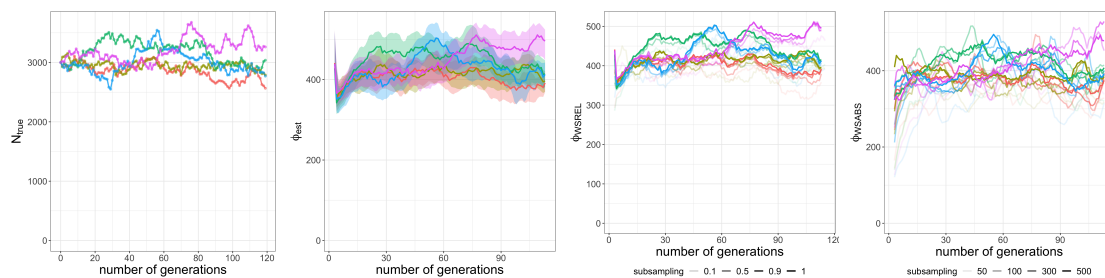 N_true
3000
2000
1000
0
0 20 40 60 80 100 120
number of generations
ϕ_est
400
200
0
0 30 60 90
number of generations
ϕ_WSREL
500
400
300
200
100
0
0 30 60 90 120
number of generations
subsampling 0.1 0.5 0.9 1
ϕ_WSABS
400
200
0
0 30 60 90
number of generations
subsampling 50 100 300 500